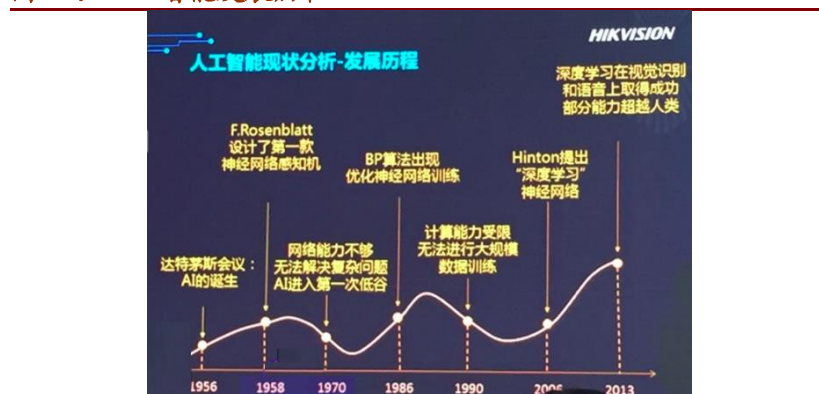 HIKVISION
人工智能现状分析-发展历程
深度学习在视觉识别
和语音上取得成功
部分能力超越人类
F.Rosenblatt
设计了第一款
神经网络感知机
BP算法出现
优化神经网络训练
Hinton提出
“深度学习”
神经网络
计算能力受限
无法进行大规模
数据训练
网络能力不够
无法解决复杂问题
AI进入第一次低谷
达特茅斯会议：
AI的诞生
1956 1958 1970 1986 1990 2006 2013